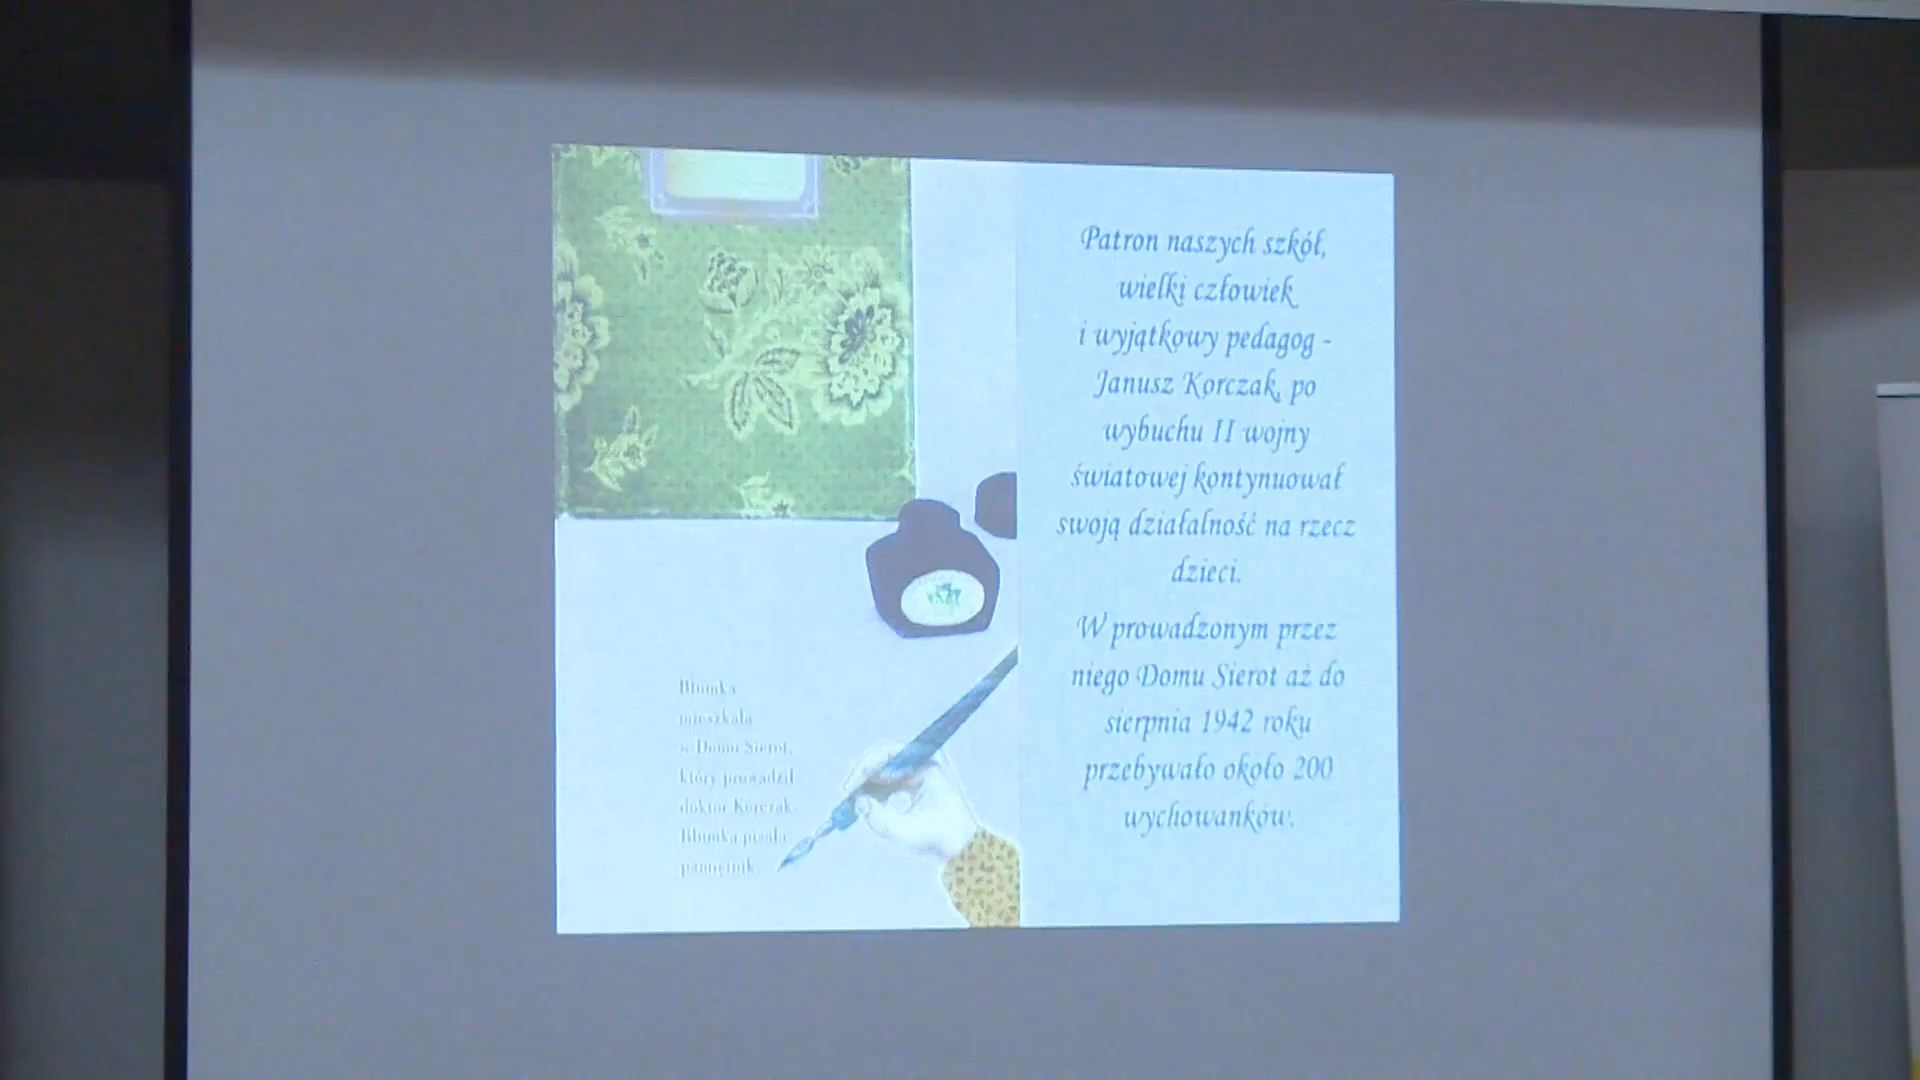 Blumka
mieszkała
w Domu Sierot,
który prowadził
doktor Korczak.
Blumka pisała
pamiętnik.
Patron naszych szkół,
wielki człowiek
i wyjątkowy pedagog -
Janusz Korczak, po
wybuchu II wojny
światowej kontynuował
swoją działalność na rzecz
dzieci.
W prowadzonym przez
niego Domu Sierot aż do
sierpnia 1942 roku
przebywało około 200
wychowanków.